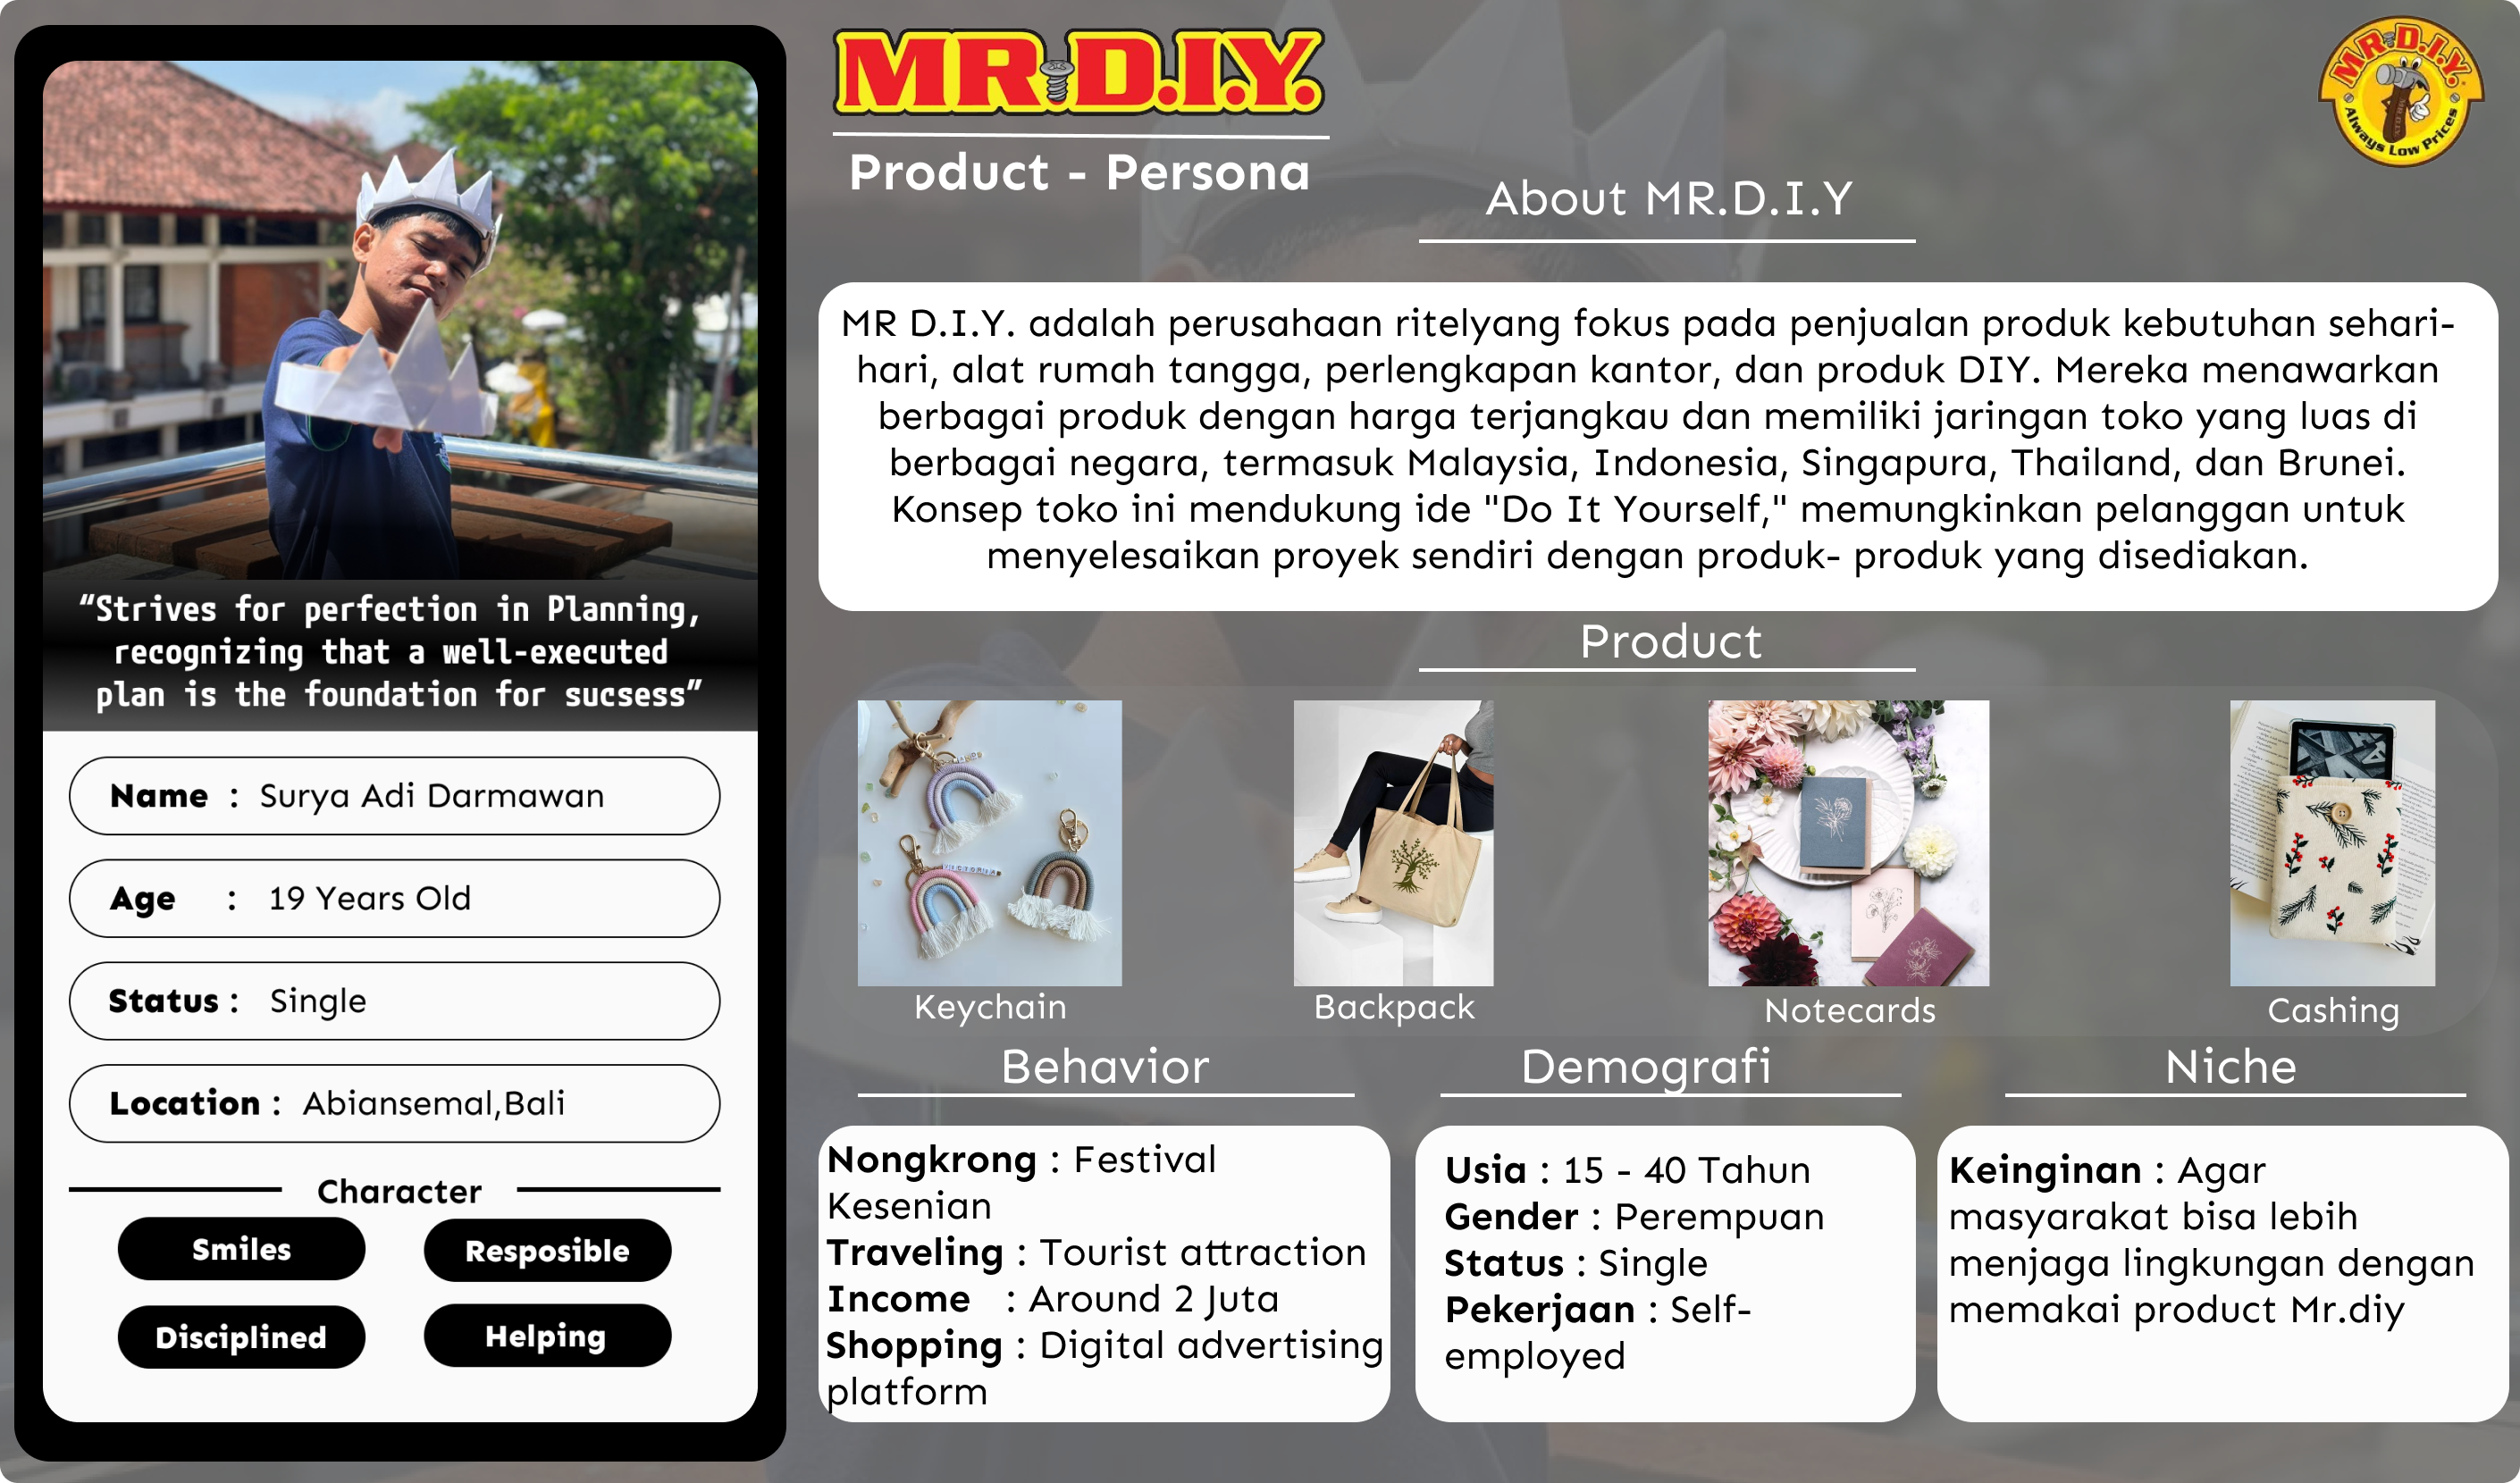 “Strives for perfection in Planning,
recognizing that a well-executed
plan is the foundation for sucsess”
Name : Surya Adi Darmawan
Age : 19 Years Old
Status : Single
Location : Abiansemal,Bali
Character
Smiles
Resposible
Disciplined
Helping
MR D.I.Y.
Product - Persona
MR D.I.Y.
Always Low Prices
About MR.D.I.Y
MR D.I.Y. adalah perusahaan ritelyang fokus pada penjualan produk kebutuhan sehari-
hari, alat rumah tangga, perlengkapan kantor, dan produk DIY. Mereka menawarkan
berbagai produk dengan harga terjangkau dan memiliki jaringan toko yang luas di
berbagai negara, termasuk Malaysia, Indonesia, Singapura, Thailand, dan Brunei.
Konsep toko ini mendukung ide "Do It Yourself," memungkinkan pelanggan untuk
menyelesaikan proyek sendiri dengan produk- produk yang disediakan.
Product
Keychain
Backpack
Notecards
Cashing
Behavior
Nongkrong : Festival
Kesenian
Traveling : Tourist attraction
Income : Around 2 Juta
Shopping : Digital advertising
platform
Demografi
Usia : 15 - 40 Tahun
Gender : Perempuan
Status : Single
Pekerjaan : Self-
employed
Niche
Keinginan : Agar
masyarakat bisa lebih
menjaga lingkungan dengan
memakai product Mr.diy